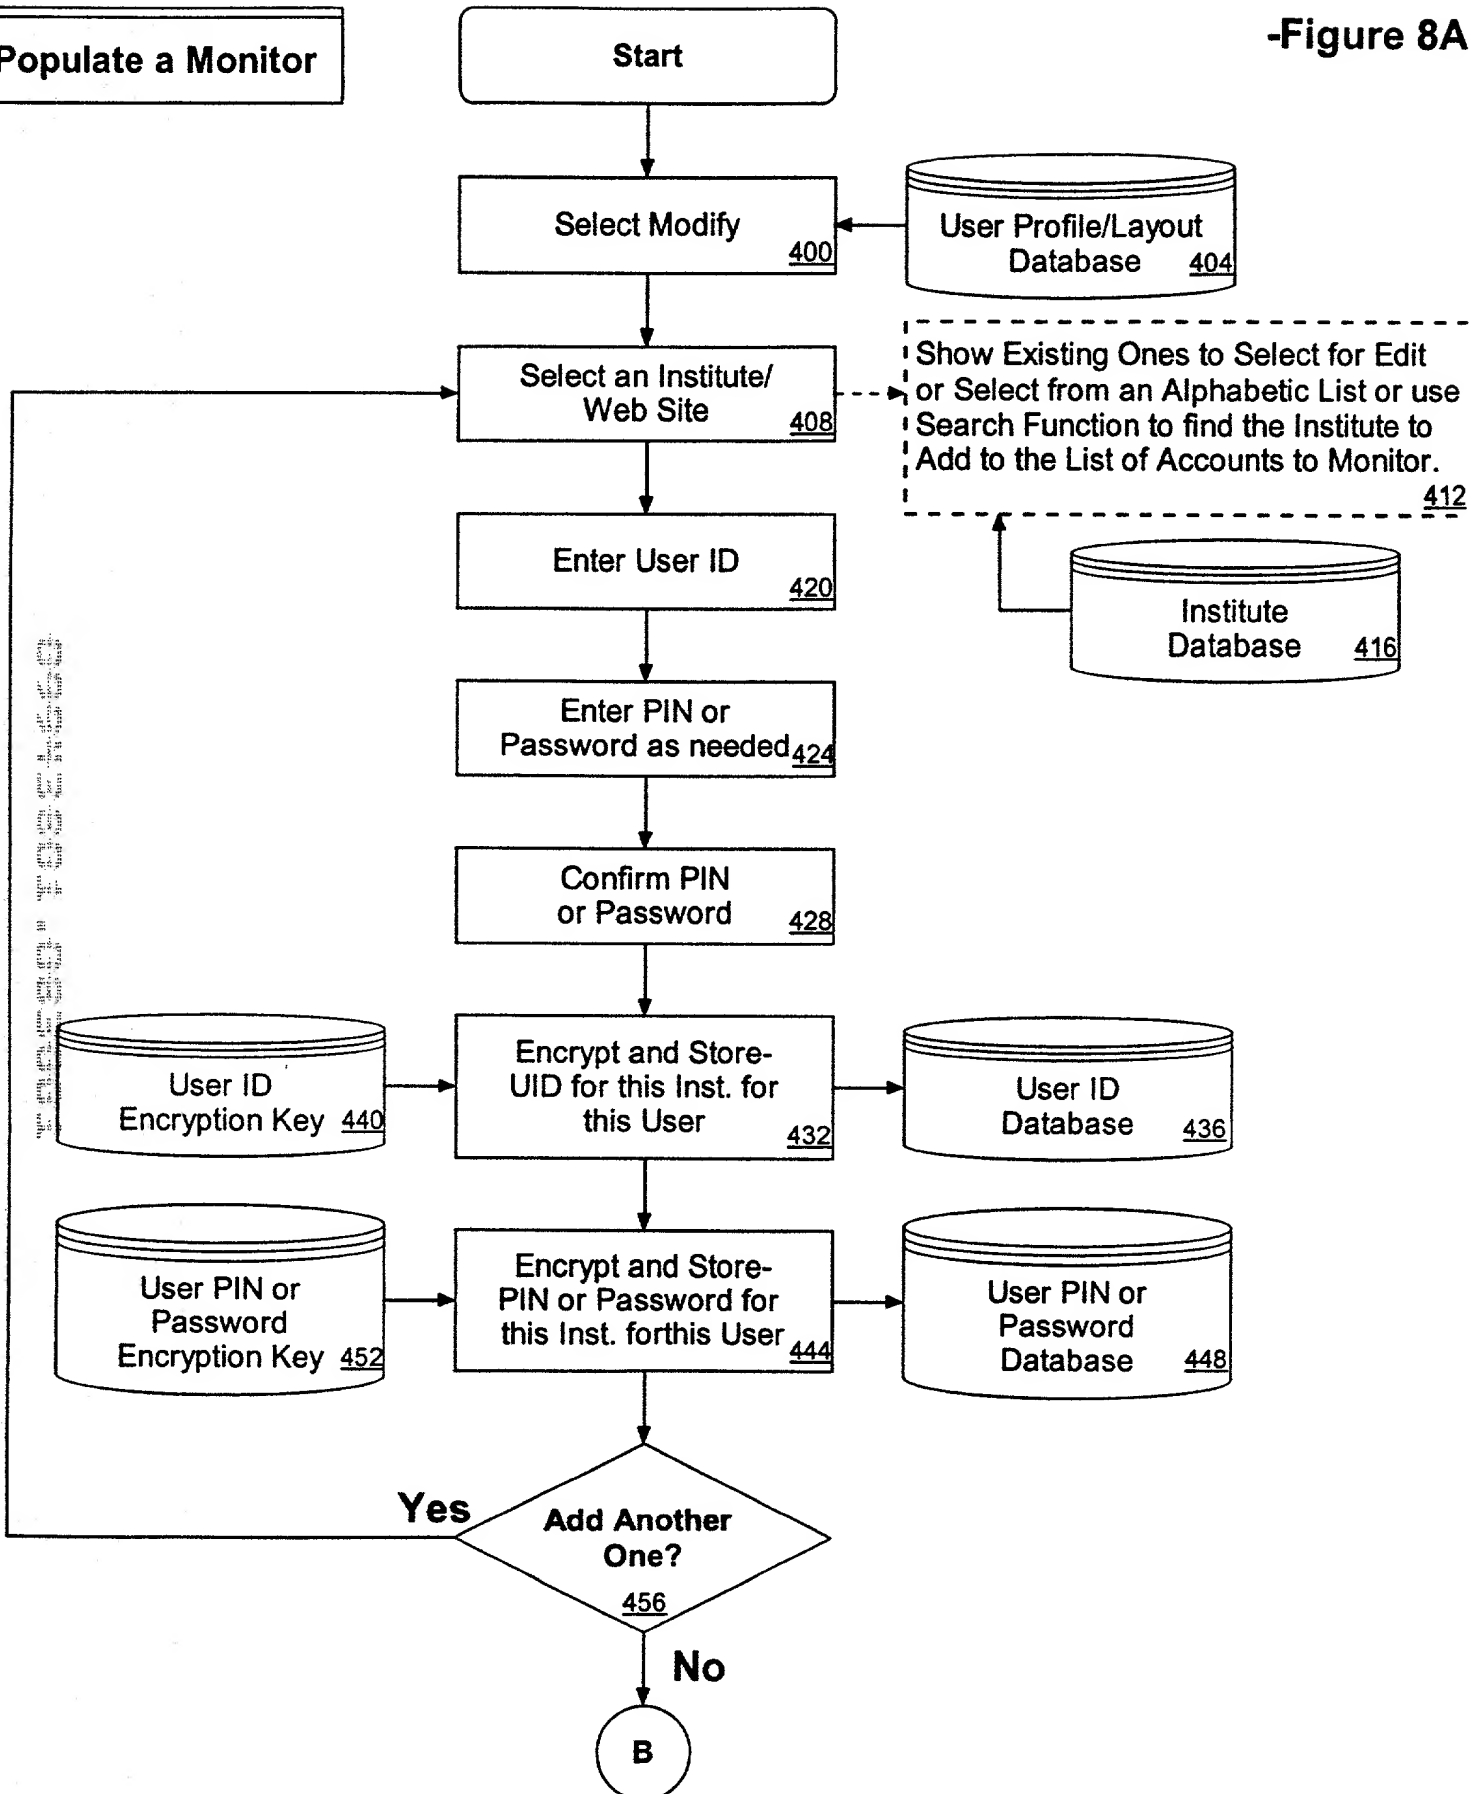 Populate a Monitor
Start
-Figure 8A
Select Modify
400
User Profile/Layout
Database 404
Select an Institute/
Web Site
408
Show Existing Ones to Select for Edit
or Select from an Alphabetic List or use
Search Function to find the Institute to
Add to the List of Accounts to Monitor.
412
Enter User ID
420
Institute
Database 416
Enter PIN or
Password as needed 424
Confirm PIN
or Password 428
User ID
Encryption Key 440
Encrypt and Store-
UID for this Inst. for
this User 432
User ID
Database 436
User PIN or
Password
Encryption Key 452
Encrypt and Store-
PIN or Password for
this Inst. forthis User 444
User PIN or
Password
Database 448
Yes
Add Another
One?
456
No
B